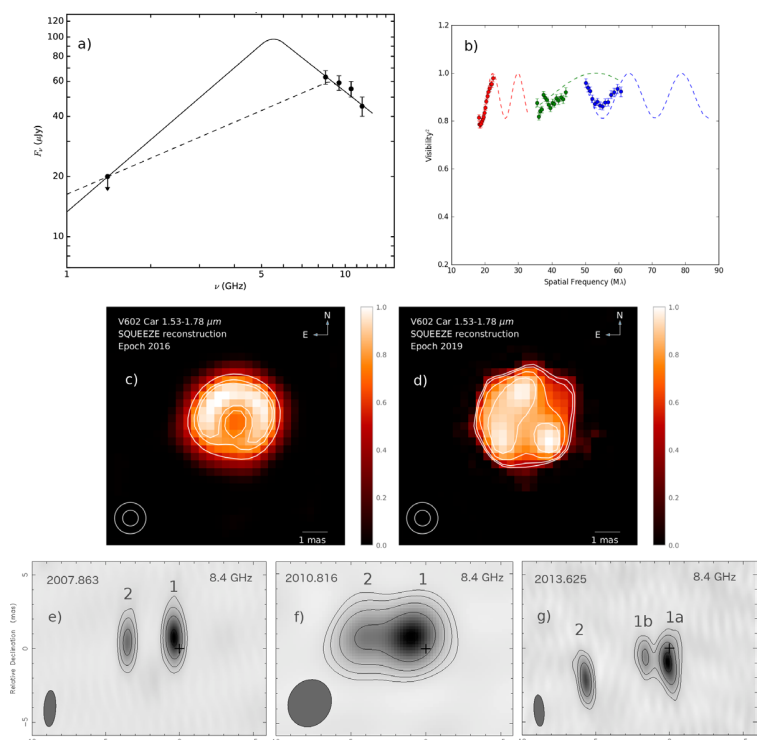 a)
130
120
100
80
60
40
20
10
F_ν (μJy)
1
5
10
ν (GHz)
b)
1.2
1.0
0.8
0.6
0.4
0.2
Visibility²
10 20 30 40 50 60 70 80 90
Spatial Frequency (Mλ)
V602 Car 1.53-1.78 μm
SQUEEZE reconstruction
Epoch 2016
N
E
c)
1 mas
1.0
0.8
0.6
0.4
0.2
0.0
V602 Car 1.53-1.78 μm
SQUEEZE reconstruction
Epoch 2019
N
E
d)
1 mas
1.0
0.8
0.6
0.4
0.2
0.0
2007.863
8.4 GHz
2
1
e)
Relative Declination (mas)
5
0
−5
2010.816
8.4 GHz
2
1
f)
2013.625
8.4 GHz
1b
1a
2
g)